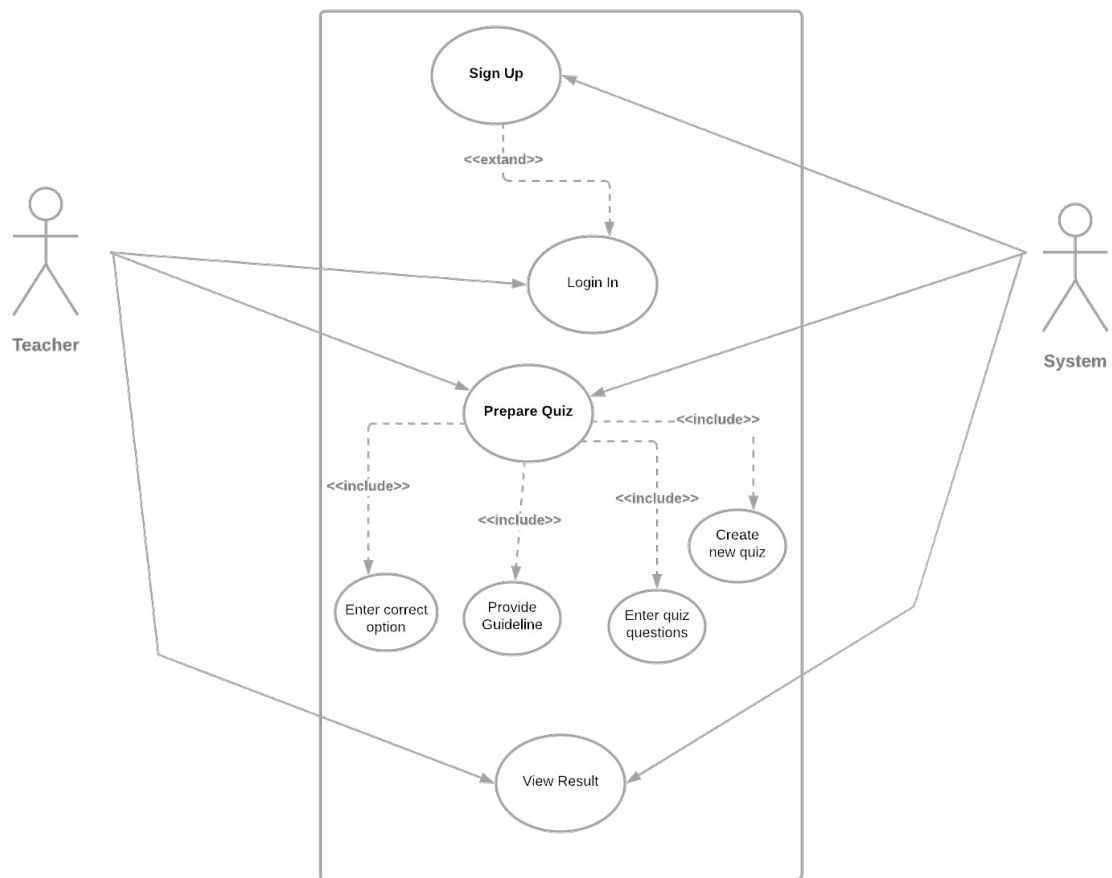 Sign Up
<<extand>>
Login In
Teacher
System
Prepare Quiz
<<include>>
<<include>>
<<include>>
<<include>>
Create
new quiz
Enter correct
option
Provide
Guideline
Enter quiz
questions
View Result